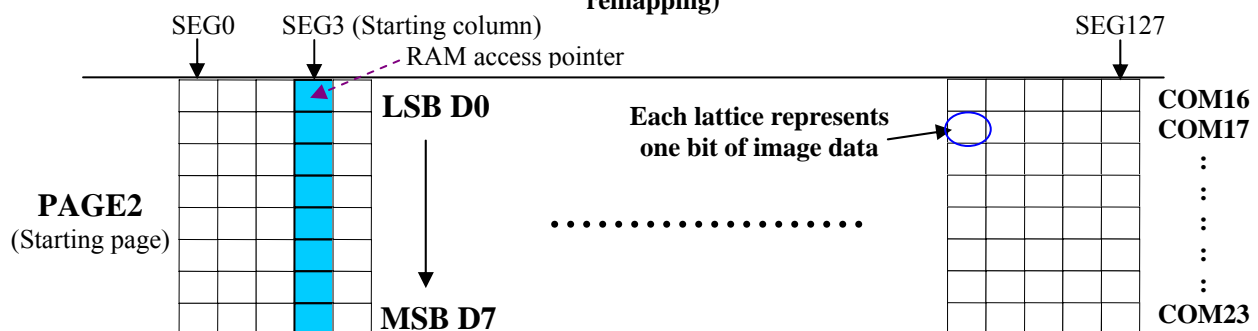 remapping)
SEG0
SEG3 (Starting column)
SEG127
RAM access pointer
LSB D0
Each lattice represents
one bit of image data
COM16
COM17
:
:
:
:
:
PAGE2
(Starting page)
.....................
MSB D7
COM23